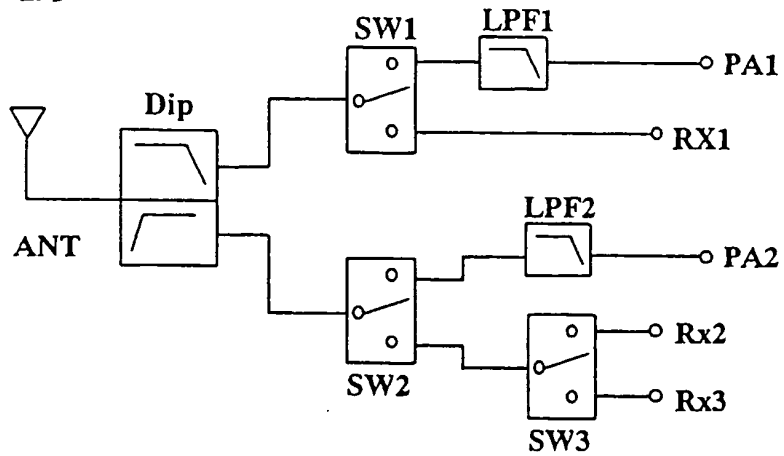 SW1
LPF1
PA1
Dip
RX1
ANT
LPF2
PA2
SW2
Rx2
Rx3
SW3